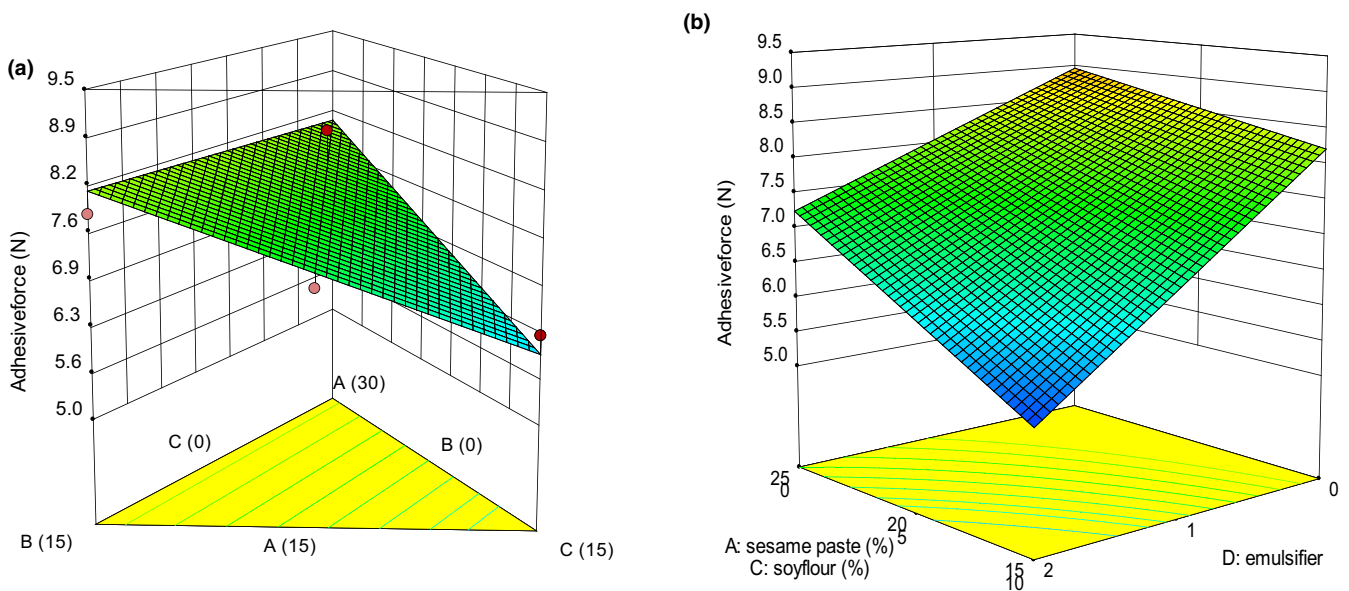 (a)
Adhesiveforce (N)
9.5
8.9
8.2
7.6
6.9
6.3
5.6
5.0
A (30)
C (0)
B (0)
B (15)
A (15)
C (15)
(b)
Adhesiveforce (N)
9.5
9.0
8.5
8.0
7.5
7.0
6.5
6.0
5.5
5.0
25
0
20
5
15
10
A: sesame paste (%)
C: soyflour (%)
2
1
0
D: emulsifier